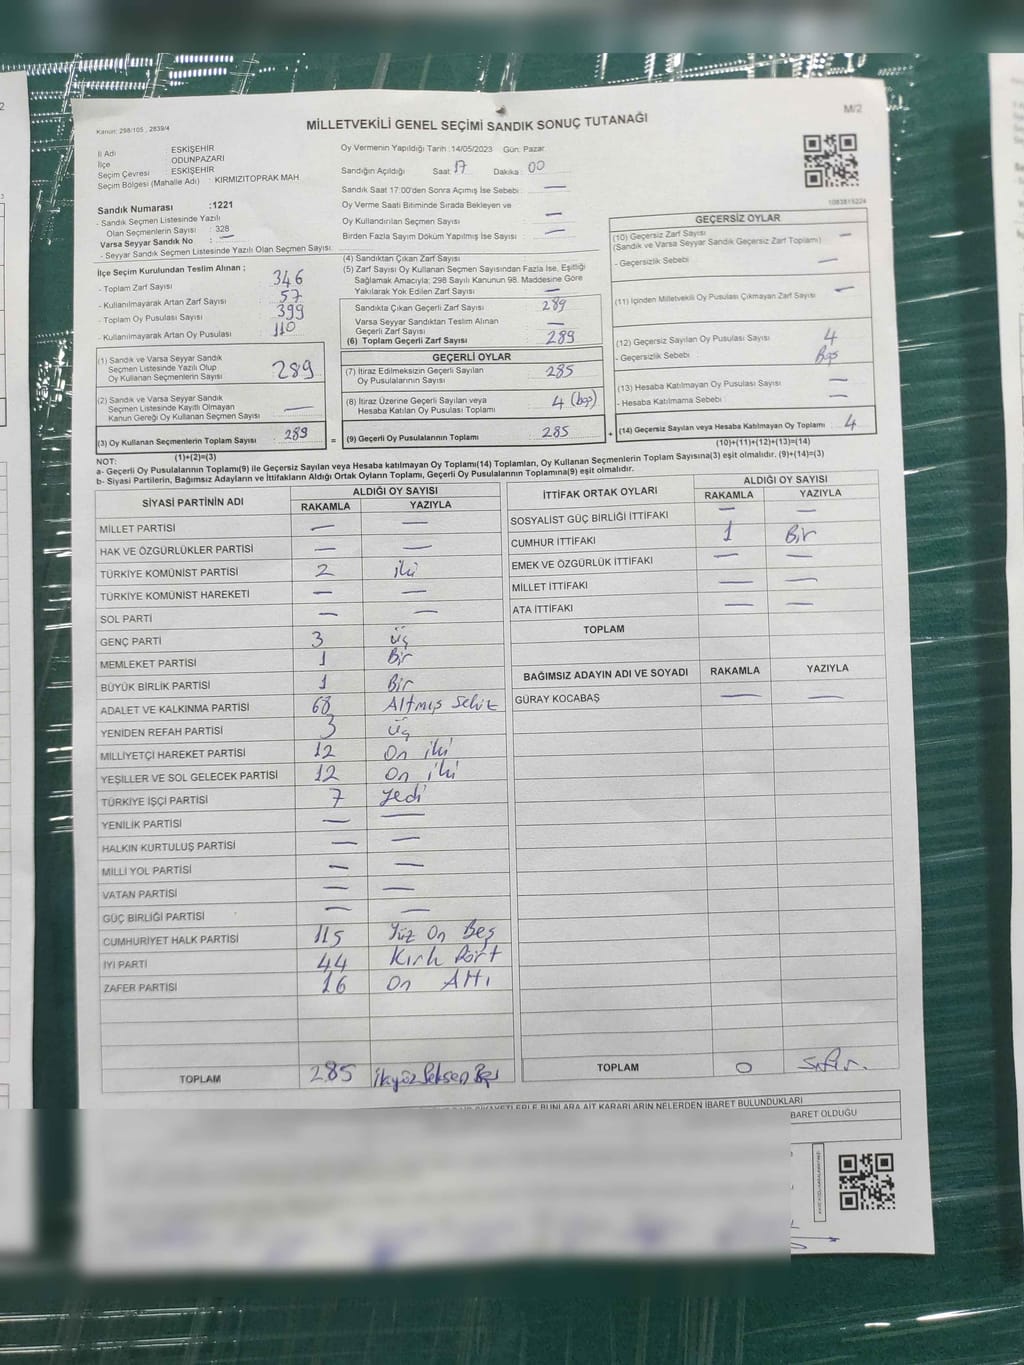 M/2
Kanun: 298/105 , 2839/4
MİLLETVEKİLİ GENEL SEÇİMİ SANDIK SONUÇ TUTANAĞI
İl Adı ESKİŞEHİR
İlçe ODUNPAZARI
Seçim Çevresi ESKİŞEHİR
Seçim Bölgesi (Mahalle Adı) : KIRMIZITOPRAK MAH.
Oy Vermenin Yapıldığı Tarih :14/05/2023 Gün: Pazar
Sandığın Açıldığı Saat: 17 Dakika : 00
Sandık Saat 17:00'den Sonra Açımış İse Sebebi : —
Oy Verme Saati Bitiminde Sırada Bekleyen ve
Oy Kullandırılan Seçmen Sayısı : —
Birden Fazla Sayım Döküm Yapılmış İse Sayısı : —
1083815224
Sandık Numarası :1221
- Sandık Seçmen Listesinde Yazılı
Olan Seçmenlerin Sayısı : 328
Varsa Seyyar Sandık No : —
- Seyyar Sandık Seçmen Listesinde Yazılı Olan Seçmen Sayısı:
İlçe Seçim Kurulundan Teslim Alınan ;
- Toplam Zarf Sayısı : 346
- Kullanılmayarak Artan Zarf Sayısı : 57
- Toplam Oy Pusulası Sayısı : 399
- Kullanılmayarak Artan Oy Pusulası : 110
(1) Sandık ve Varsa Seyyar Sandık
Seçmen Listesinde Yazılı Olup
Oy Kullanan Seçmenlerin Sayısı : 289
(2) Sandık ve Varsa Seyyar Sandık
Seçmen Listesinde Kayıtlı Olmayan
Kanun Gereği Oy Kullanan Seçmen Sayısı : —
(3) Oy Kullanan Seçmenlerin Toplam Sayısı : 289
(1)+(2)=(3)
(4) Sandıktan Çıkan Zarf Sayısı :
(5) Zarf Sayısı Oy Kullanan Seçmen Sayısından Fazla İse, Eşitliği
Sağlamak Amacıyla; 298 Sayılı Kanunun 98. Maddesine Göre
Yakılarak Yok Edilen Zarf Sayısı : —
Sandıkta Çıkan Geçerli Zarf Sayısı : 289
Varsa Seyyar Sandıktan Teslim Alınan
Geçerli Zarf Sayısı : —
(6) Toplam Geçerli Zarf Sayısı : 289
GEÇERLİ OYLAR
(7) İtiraz Edilmeksizin Geçerli Sayılan
Oy Pusulalarının Sayısı : 285
(8) İtiraz Üzerine Geçerli Sayılan veya
Hesaba Katılan Oy Pusulası Toplamı : 4 (boş)
= (9) Geçerli Oy Pusulalarının Toplamı : 285
GEÇERSİZ OYLAR
(10) Geçersiz Zarf Sayısı : —
(Sandık ve Varsa Seyyar Sandık Geçersiz Zarf Toplamı)
- Geçersizlik Sebebi : —
(11) İçinden Milletvekili Oy Pusulası Çıkmayan Zarf Sayısı : —
(12) Geçersiz Sayılan Oy Pusulası Sayısı : 4
- Geçersizlik Sebebi : Boş
(13) Hesaba Katılmayan Oy Pusulası Sayısı : —
- Hesaba Katılmama Sebebi : —
+ (14) Geçersiz Sayılan veya Hesaba Katılmayan Oy Toplamı : 4
(10)+(11)+(12)+(13)=(14)
NOT:
a- Geçerli Oy Pusulalarının Toplamı(9) ile Geçersiz Sayılan veya Hesaba katılmayan Oy Toplamı(14) Toplamları, Oy Kullanan Seçmenlerin Toplam Sayısına(3) eşit olmalıdır. (9)+(14)=(3)
b- Siyasi Partilerin, Bağımsız Adayların ve İttifakların Aldığı Ortak Oyların Toplamı, Geçerli Oy Pusulalarının Toplamına(9) eşit olmalıdır.
SİYASİ PARTİNİN ADI ALDIĞI OY SAYISI
RAKAMLA YAZIYLA
MİLLET PARTİSİ — —
HAK VE ÖZGÜRLÜKLER PARTİSİ — —
TÜRKİYE KOMÜNİST PARTİSİ 2 iki
TÜRKİYE KOMÜNİST HAREKETİ — —
SOL PARTİ — —
GENÇ PARTİ 3 üç
MEMLEKET PARTİSİ 1 Bir
BÜYÜK BİRLİK PARTİSİ 1 Bir
ADALET VE KALKINMA PARTİSİ 68 Altmış Sekiz
YENİDEN REFAH PARTİSİ 3 üç
MİLLİYETÇİ HAREKET PARTİSİ 12 On iki
YEŞİLLER VE SOL GELECEK PARTİSİ 12 On iki
TÜRKİYE İŞÇİ PARTİSİ 7 Yedi
YENİLİK PARTİSİ — —
HALKIN KURTULUŞ PARTİSİ — —
MİLLİ YOL PARTİSİ — —
VATAN PARTİSİ — —
GÜÇ BİRLİĞİ PARTİSİ — —
CUMHURİYET HALK PARTİSİ 115 Yüz On Beş
İYİ PARTİ 44 Kırk Dört
ZAFER PARTİSİ 16 On Altı
TOPLAM 285 İkiyüz Seksen Beş
İTTİFAK ORTAK OYLARI ALDIĞI OY SAYISI
RAKAMLA YAZIYLA
SOSYALİST GÜÇ BİRLİĞİ İTTİFAKI — —
CUMHUR İTTİFAKI 1 Bir
EMEK VE ÖZGÜRLÜK İTTİFAKI — —
MİLLET İTTİFAKI — —
ATA İTTİFAKI — —
TOPLAM
BAĞIMSIZ ADAYIN ADI VE SOYADI RAKAMLA YAZIYLA
GÜRAY KOCABAŞ — —
TOPLAM 0 Sıfır.
BUNLARA AİT KARARLARIN NELERDEN İBARET BULUNDUKLARI
İBARET OLDUĞU